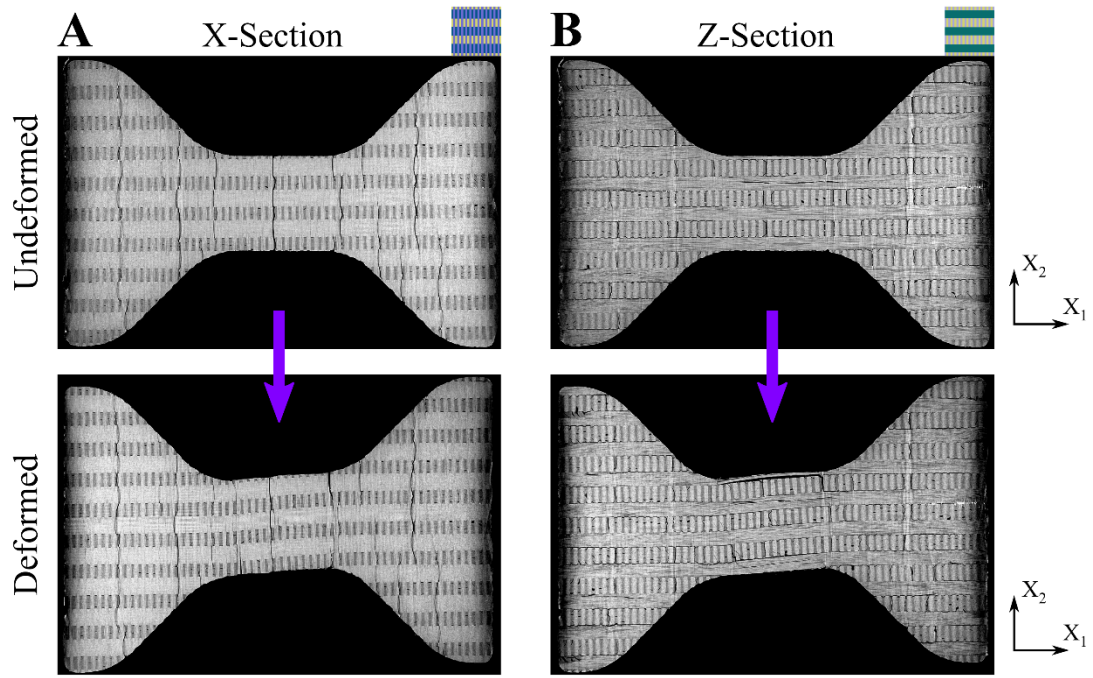 A X-Section
B Z-Section
Undeformed
X2
X1
Deformed
X2
X1